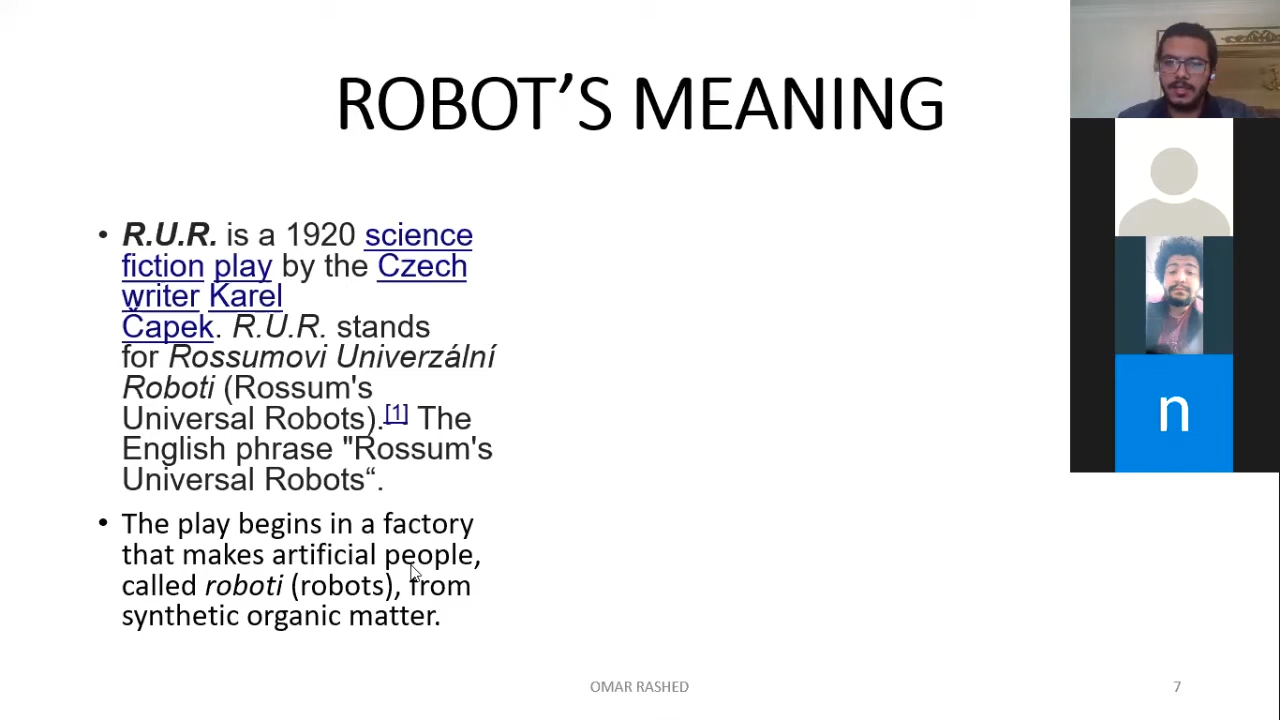 ROBOT’S MEANING
• R.U.R. is a 1920 science
fiction play by the Czech
writer Karel
Čapek. R.U.R. stands
for Rossumovi Univerzální
Roboti (Rossum's
Universal Robots).[1] The
English phrase "Rossum's
Universal Robots“.
• The play begins in a factory
that makes artificial people,
called roboti (robots), from
synthetic organic matter.
OMAR RASHED
7
n